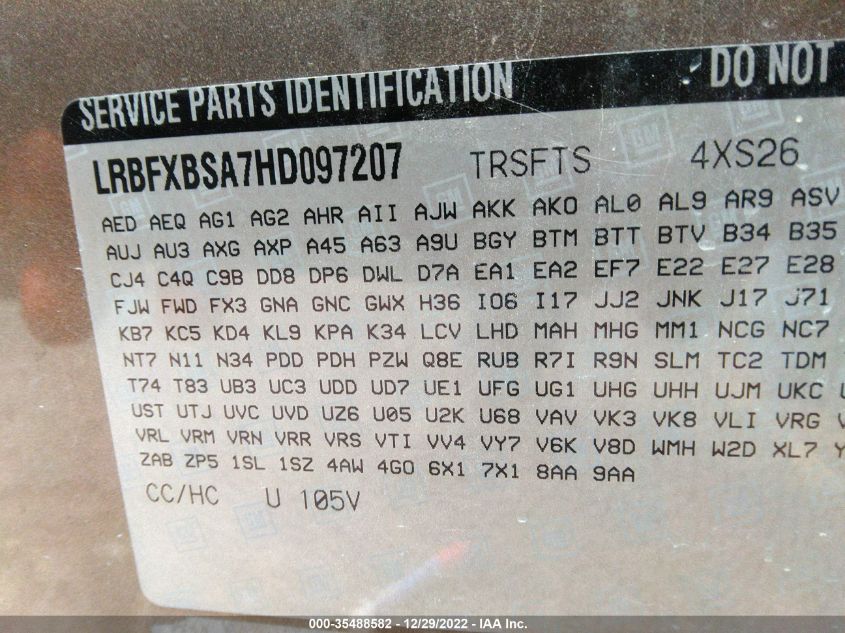 SERVICE PARTS IDENTIFICATION DO NOT
LRBFXBSA7HD097207 TRSFTS 4XS26
AED AEQ AG1 AG2 AHR AII AJW AKK AKO AL0 AL9 AR9 ASV
AUJ AU3 AXG AXP A45 A63 A9U BGY BTM BTT BTV B34 B35
CJ4 C4Q C9B DD8 DP6 DWL D7A EA1 EA2 EF7 E22 E27 E28
FJW FWD FX3 GNA GNC GWX H36 I06 I17 JJ2 JNK J17 J71
KB7 KC5 KD4 KL9 KPA K34 LCV LHD MAH MHG MM1 NCG NC7
NT7 N11 N34 PDD PDH PZW Q8E RUB R7I R9N SLM TC2 TDM
T74 T83 UB3 UC3 UDD UD7 UE1 UFG UG1 UHG UHH UJM UKC
UST UTJ UVC UVD UZ6 U05 U2K U68 VAV VK3 VK8 VLI VRG
VRL VRM VRN VRR VRS VTI VV4 VY7 V6K V8D WMH W2D XL7
ZAB ZP5 1SL 1SZ 4AW 4G0 6X1 7X1 8AA 9AA
CC/HC U 105V
000-35488582 - 12/29/2022 - IAA Inc.